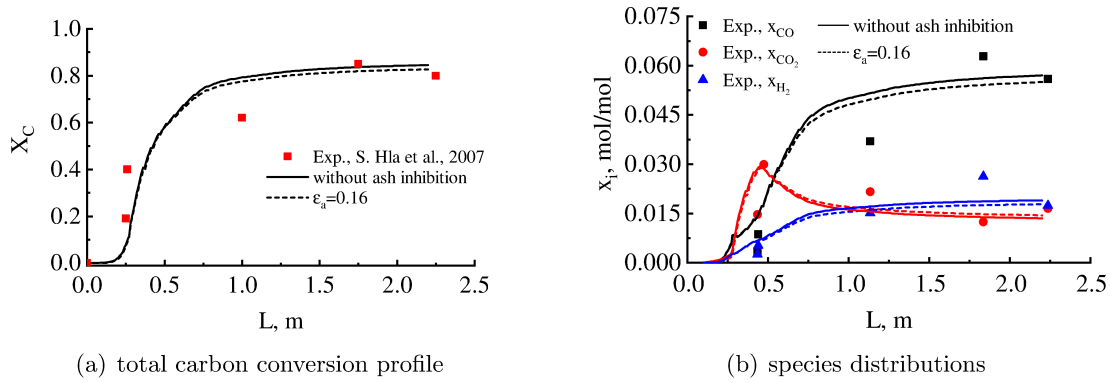 1.0
0.8
0.6
0.4
0.2
0.0
X_C
Exp., S. Hla et al., 2007
without ash inhibition
ε_a=0.16
0.0 0.5 1.0 1.5 2.0 2.5
L, m
(a) total carbon conversion profile
0.075
0.060
0.045
0.030
0.015
0.000
x_i, mol/mol
Exp., x_CO
Exp., x_CO_2
Exp., x_H_2
without ash inhibition
ε_a=0.16
0.0 0.5 1.0 1.5 2.0
L, m
(b) species distributions